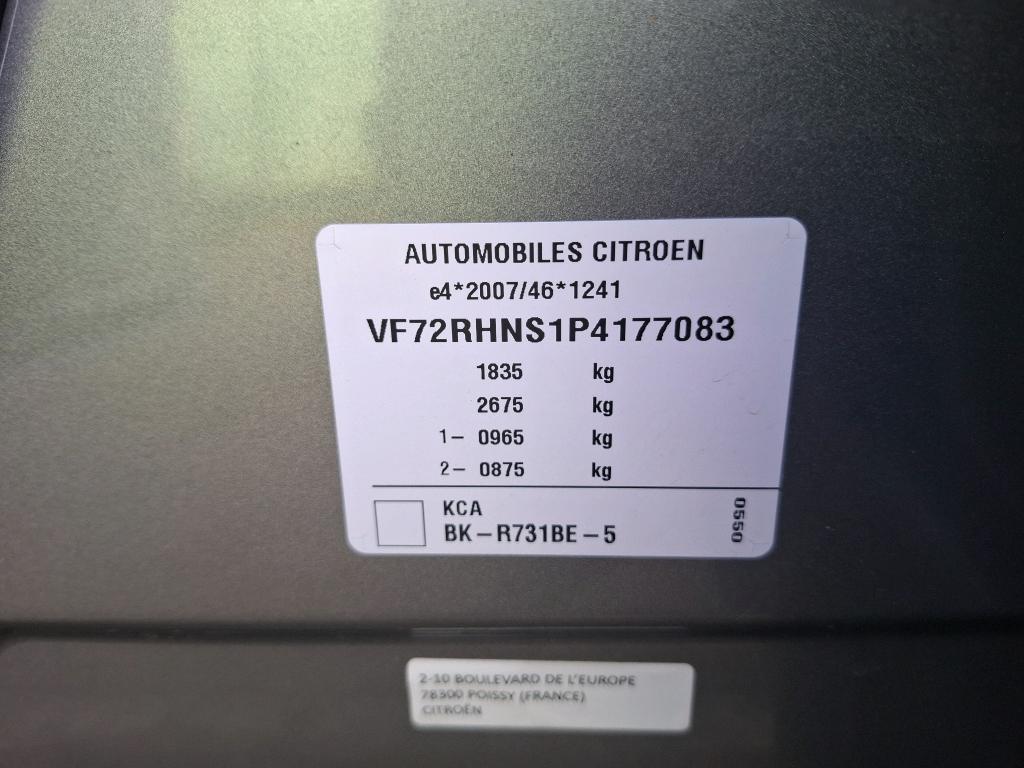 AUTOMOBILES CITROEN
e4*2007/46*1241
VF72RHNS1P4177083
1835 kg
2675 kg
1- 0965 kg
2- 0875 kg
KCA
BK-R731BE-5
0550
2-10 BOULEVARD DE L'EUROPE
78300 POISSY (FRANCE)
CITROËN